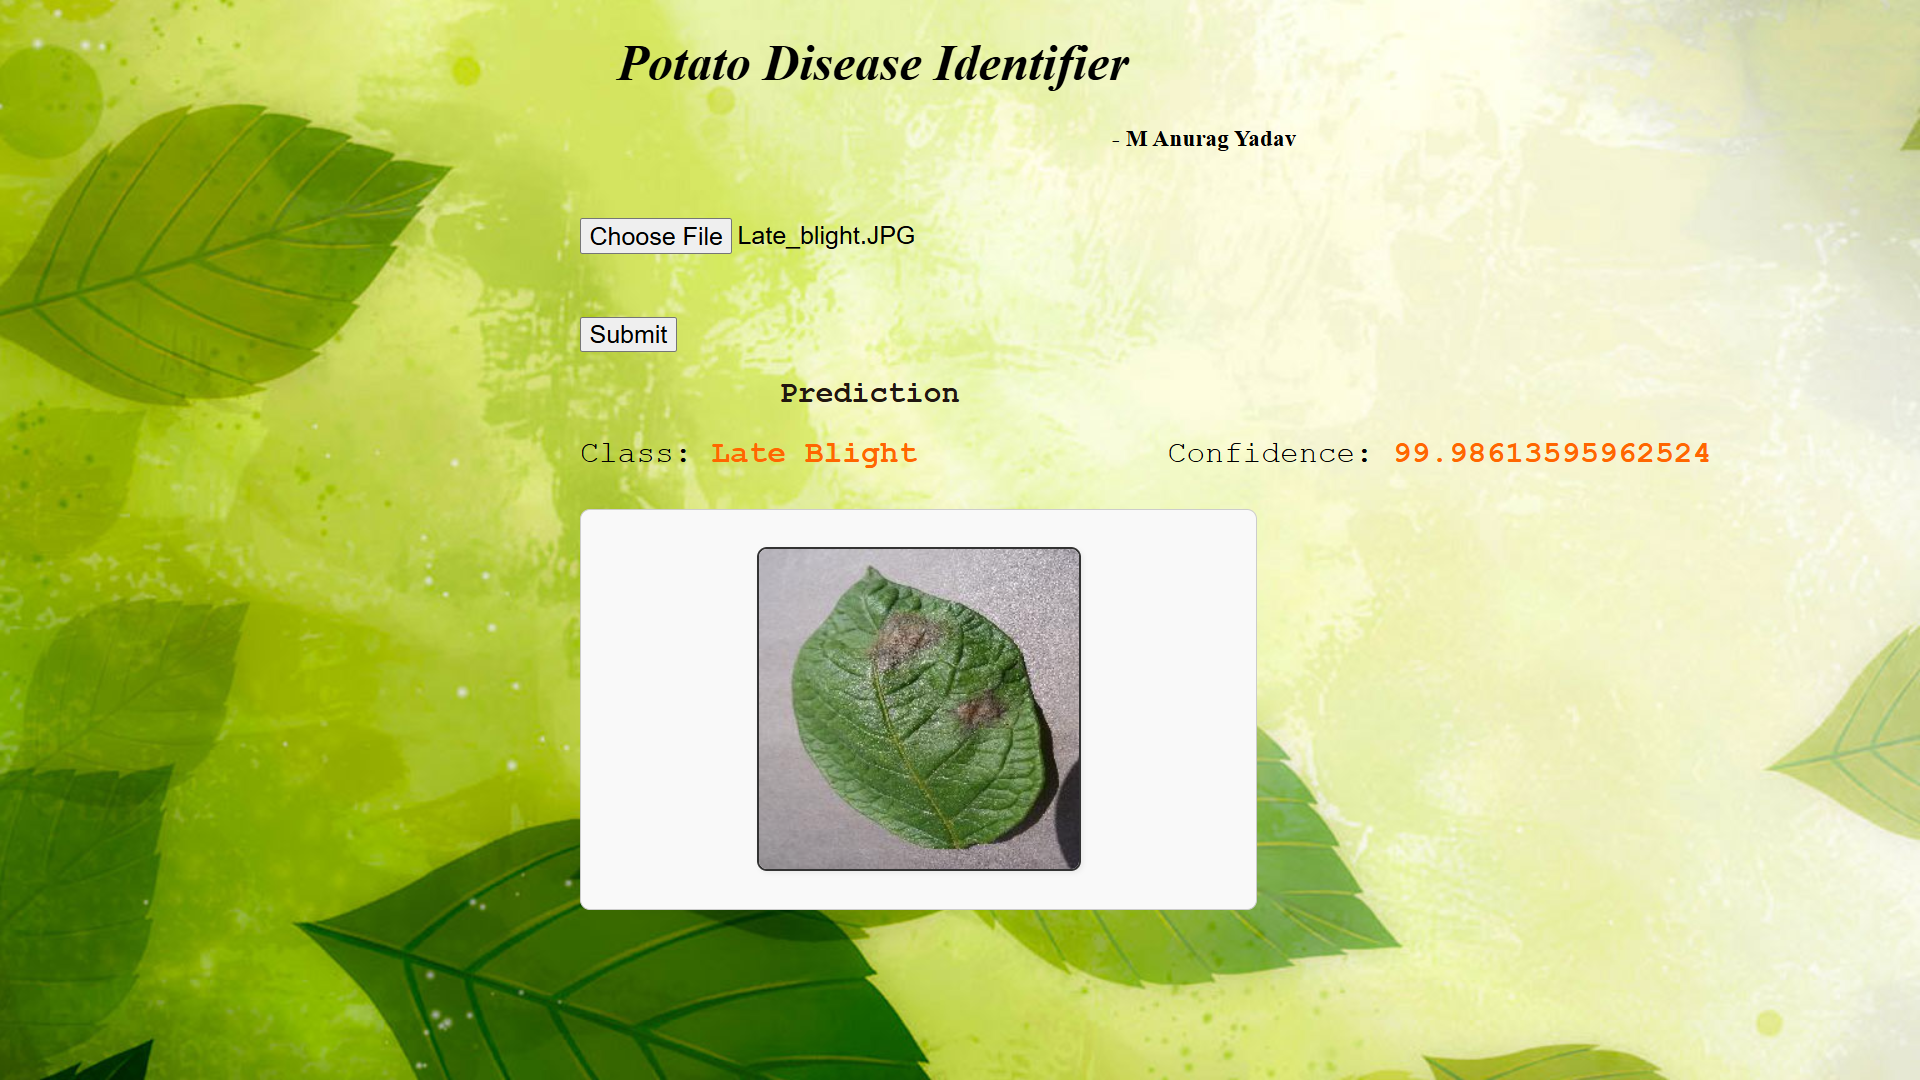 Potato Disease Identifier
- M Anurag Yadav
Choose File Late_blight.JPG
Submit
Prediction
Class: Late Blight Confidence: 99.98613595962524